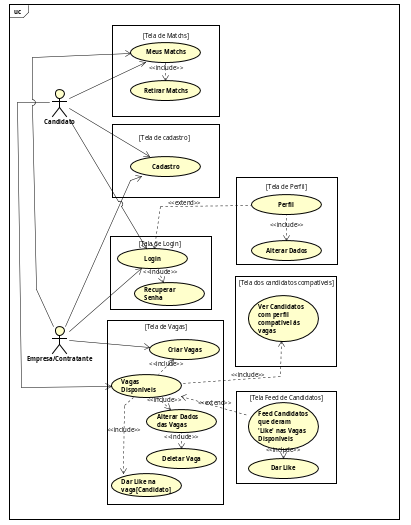 uc
[Tela de Matchs]
Meus Matchs
<<include>>
Retirar Matchs
Candidato
[Tela de cadastro]
Cadastro
[Tela de Perfil]
Perfil
<<extend>>
<<include>>
Alterar Dados
[Tela de Login]
Login
<<include>>
Recuperar
Senha
[Tela dos candidatos compatíveis]
Ver Candidatos
com perfil
compatível ás
vagas
[Tela de Vagas]
Criar Vagas
Empresa/Contratante
<<include>>
Vagas
Disponíveis
<<include>>
<<include>>
<<extend>>
Alterar Dados
das Vagas
<<include>>
<<include>>
Deletar Vaga
Dar Like na
vaga[Candidato]
[Tela Feed de Candidatos]
Feed Candidatos
que deram
'Like' nas Vagas
Disponíveis
<<include>>
Dar Like